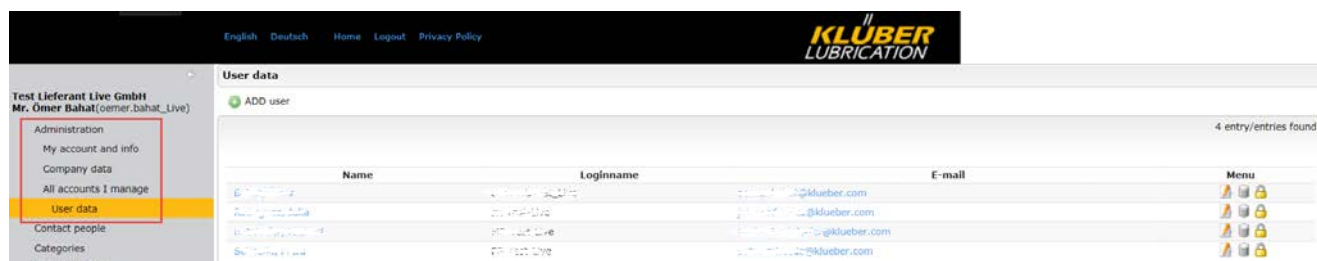 English Deutsch Home Logout Privacy Policy
KLÜBER
LUBRICATION
User data
Test Lieferant Live GmbH
Mr. Ömer Bahat(oemer.bahat_Live)
ADD user
Administration
4 entry/entries found
My account and info
Company data
All accounts I manage
Name Loginname E-mail Menu
@klueber.com
User data
@klueber.com
Contact people
@klueber.com
Categories
@klueber.com